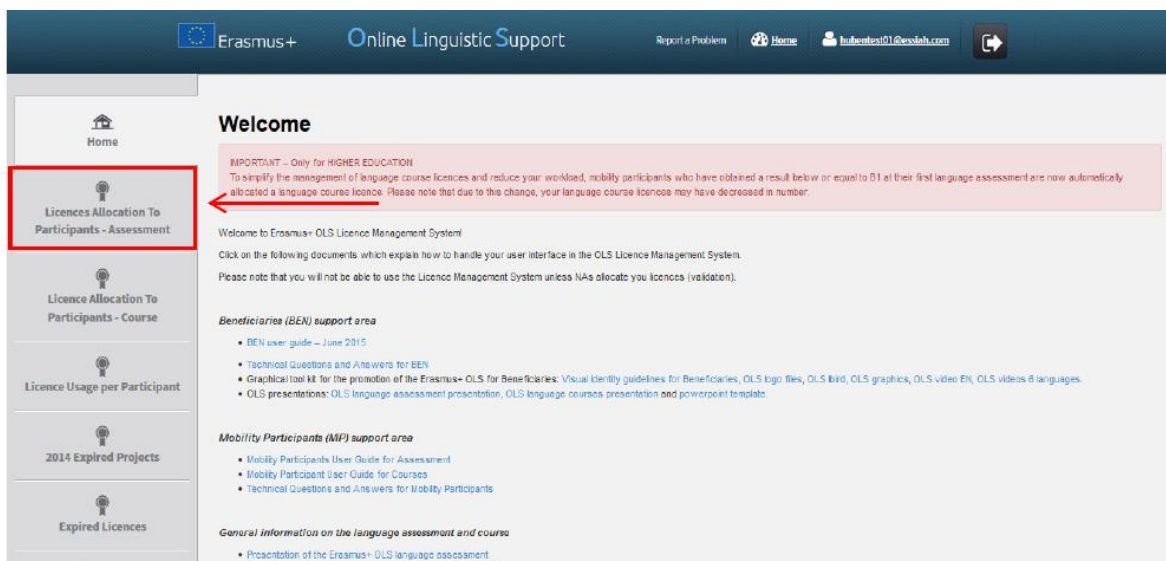 Erasmus+
Online Linguistic Support
Report a Problem
Home
hubentest01@essiah.com
Home
Licences Allocation To
Participants - Assessment
Licence Allocation To
Participants - Course
Licence Usage per Participant
2014 Expired Projects
Expired Licences
Welcome
IMPORTANT – Only for HIGHER EDUCATION
To simplify the management of language course licences and reduce your workload, mobility participants who have obtained a result below or equal to B1 at their first language assessment are now automatically
allocated a language course licence. Please note that due to this change, your language course licences may have decreased in number.
Welcome to Erasmus+ OLS Licence Management System!
Click on the following documents which explain how to handle your user interface in the OLS Licence Management System.
Please note that you will not be able to use the Licence Management System unless NAs allocate you licences (validation).
Beneficiaries (BEN) support area
• BEN user guide – June 2015
• Technical Questions and Answers for BEN
• Graphical tool kit for the promotion of the Erasmus+ OLS for Beneficiaries: Visual identity guidelines for Beneficiaries, OLS logo files, OLS bird, OLS graphics, OLS video EN, OLS videos 6 languages.
• OLS presentations: OLS language assessment presentation, OLS language courses presentation and powerpoint template.
Mobility Participants (MP) support area
• Mobility Participants User Guide for Assessment
• Mobility Participant User Guide for Courses
• Technical Questions and Answers for Mobility Participants
General information on the language assessment and course
• Presentation of the Erasmus+ OLS language assessment